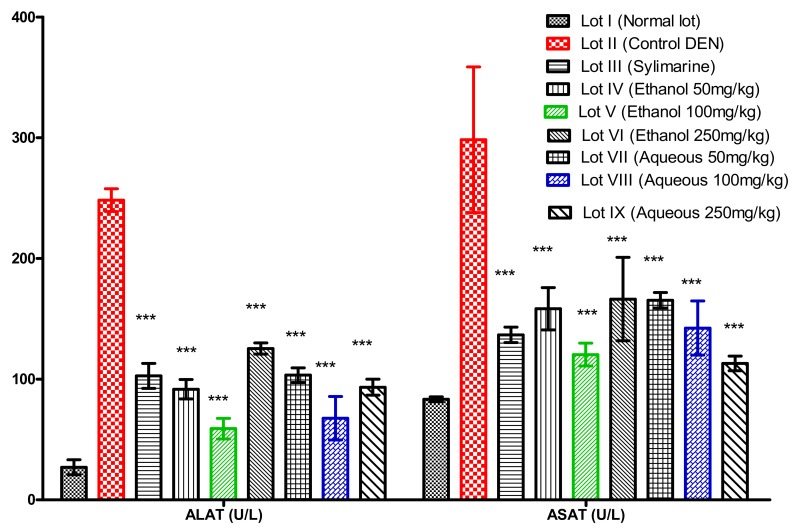 400
300
200
100
0
Lot I (Normal lot)
Lot II (Control DEN)
Lot III (Sylimarine)
Lot IV (Ethanol 50mg/kg)
Lot V (Ethanol 100mg/kg)
Lot VI (Ethanol 250mg/kg)
Lot VII (Aqueous 50mg/kg)
Lot VIII (Aqueous 100mg/kg)
Lot IX (Aqueous 250mg/kg)
*** *** *** *** *** *** ***
*** *** *** *** *** *** ***
ALAT (U/L) ASAT (U/L)